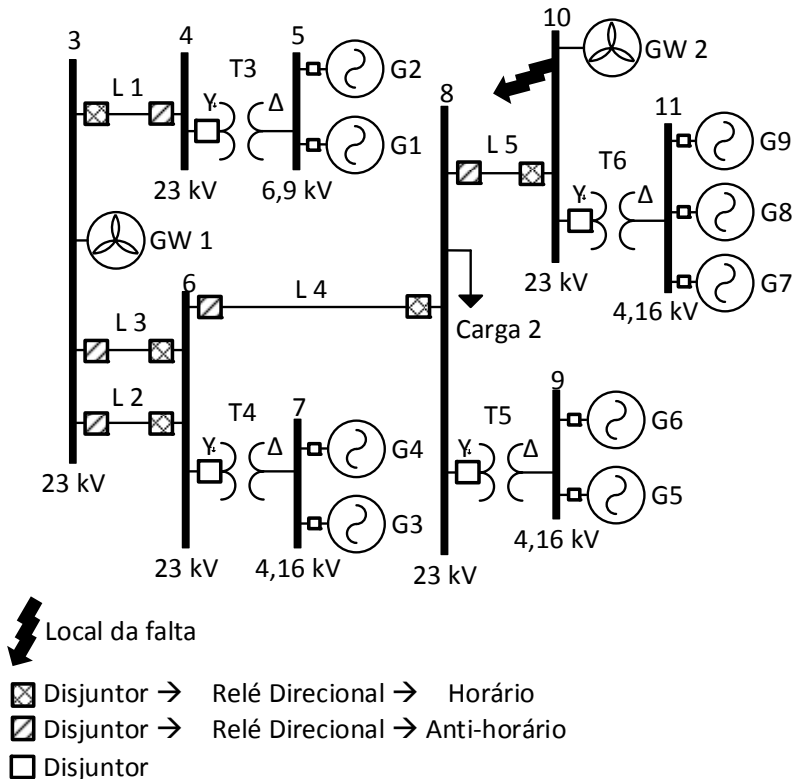 3
4
T3
5
G2
L 1
Y
Δ
G1
23 kV
6,9 kV
GW 1
L 3
L 2
23 kV
6
L 4
T4
7
Y
Δ
G4
G3
23 kV
4,16 kV
8
10
GW 2
L 5
11
T6
G9
Y
Δ
G8
G7
23 kV
4,16 kV
Carga 2
T5
9
Y
Δ
G6
G5
23 kV
4,16 kV
Local da falta
Disjuntor → Relé Direcional → Horário
Disjuntor → Relé Direcional → Anti-horário
Disjuntor